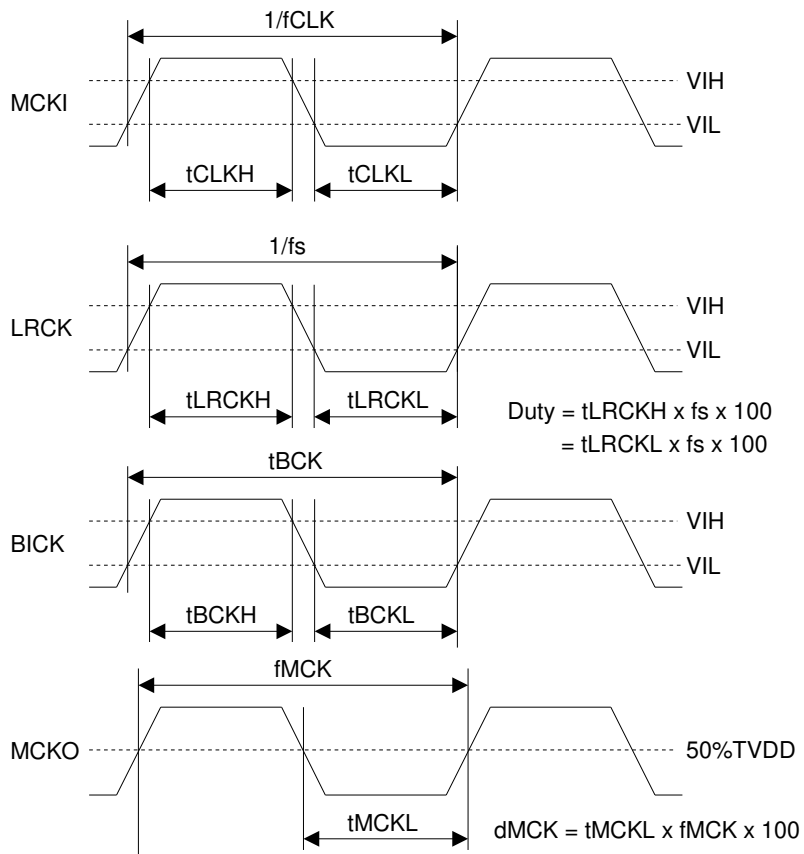 1/fCLK
MCKI
VIH
VIL
tCLKH
tCLKL
1/fs
LRCK
VIH
VIL
tLRCKH
tLRCKL
Duty = tLRCKH x fs x 100
= tLRCKL x fs x 100
tBCK
BICK
VIH
VIL
tBCKH
tBCKL
fMCK
MCKO
50%TVDD
tMCKL
dMCK = tMCKL x fMCK x 100